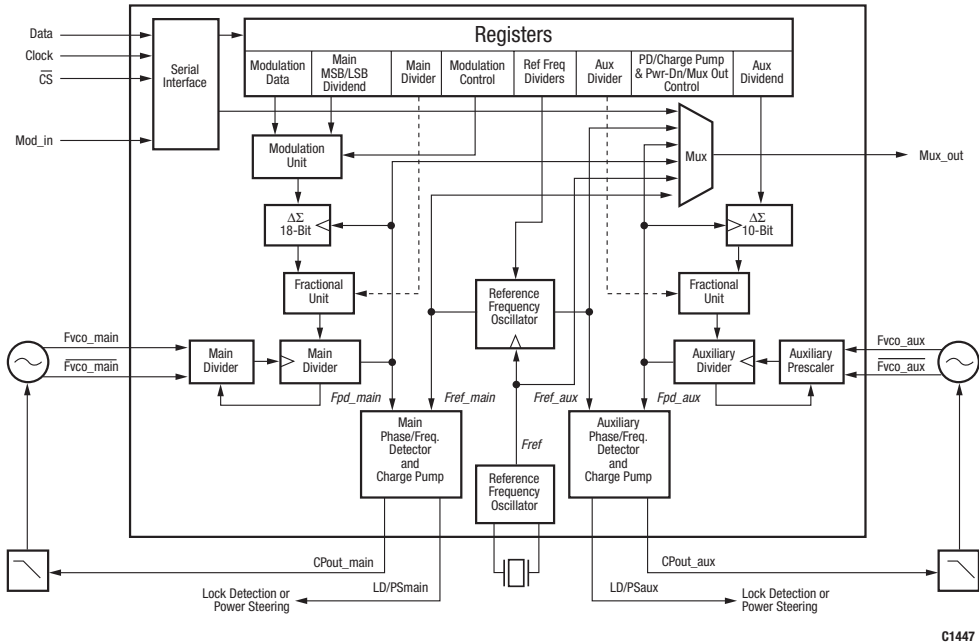 Data
Clock
CS
Mod_in
Serial
Interface
Registers
Modulation
Data
Main
MSB/LSB
Dividend
Main
Divider
Modulation
Control
Ref Freq
Dividers
Aux
Divider
PD/Charge Pump
& Pwr-Dn/Mux Out
Control
Aux
Dividend
Modulation
Unit
Mux
Mux_out
ΔΣ
18-Bit
ΔΣ
10-Bit
Fractional
Unit
Reference
Frequency
Oscillator
Fractional
Unit
Fvco_main
Fvco_main
Main
Divider
Main
Divider
Auxiliary
Divider
Auxiliary
Prescaler
Fvco_aux
Fvco_aux
Fpd_main
Fref_main
Fref_aux
Fpd_aux
Main
Phase/Freq.
Detector
and
Charge Pump
Fref
Auxiliary
Phase/Freq.
Detector
and
Charge Pump
Reference
Frequency
Oscillator
CPout_main
CPout_aux
LD/PSmain
LD/PSaux
Lock Detection or
Power Steering
Lock Detection or
Power Steering
C1447